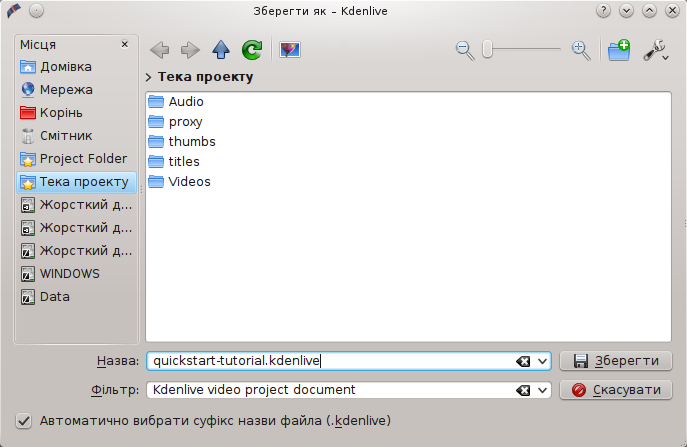 Зберегти як – Kdenlive
Місця
Домівка
Мережа
Корінь
Смітник
Project Folder
Тека проекту
Жорсткий д...
Жорсткий д...
Жорсткий д...
WINDOWS
Data
Тека проекту
Audio
proxy
thumbs
titles
Videos
Назва: quickstart-tutorial.kdenlive Зберегти
Фільтр: Kdenlive video project document Скасувати
Автоматично вибрати суфікс назви файла (.kdenlive)